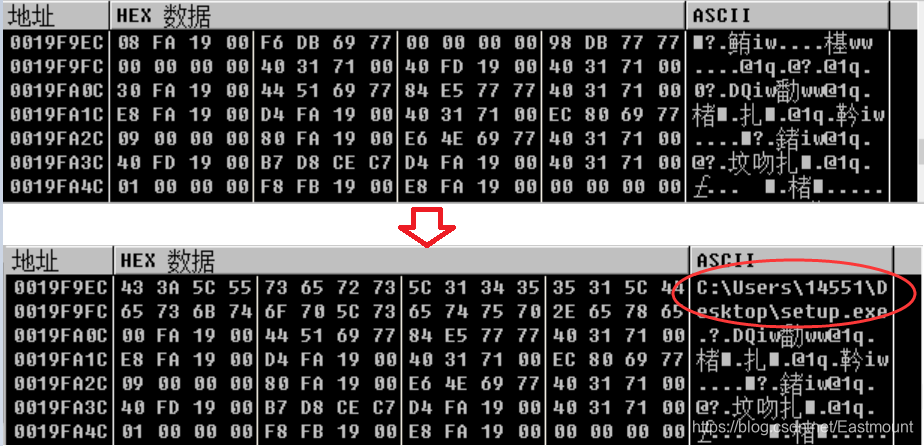 地址 HEX 数据 ASCII
0019F9EC 08 FA 19 00 F6 DB 69 77 00 00 00 00 98 DB 77 77 ■?.鲔iw....椹ww
0019F9FC 00 00 00 00 40 31 71 00 40 FD 19 00 40 31 71 00 ....@1q.@?.@1q.
0019FA0C 30 FA 19 00 44 51 69 77 84 E5 77 77 40 31 71 00 0?.DQiw勫ww@1q.
0019FA1C E8 FA 19 00 D4 FA 19 00 40 31 71 00 EC 80 69 77 楮■.扎■.@1q.靲iw
0019FA2C 09 00 00 00 80 FA 19 00 E6 4E 69 77 40 31 71 00 ....■?.鍩iw@1q.
0019FA3C 40 FD 19 00 B7 D8 CE C7 D4 FA 19 00 40 31 71 00 @?.坟吻扎■.@1q.
0019FA4C 01 00 00 00 F8 FB 19 00 E8 FA 19 00 00 00 00 00
地址 HEX 数据 ASCII
0019F9EC 43 3A 5C 55 73 65 72 73 5C 31 34 35 35 31 5C 44 C:\Users\14551\D
0019F9FC 65 73 6B 74 6F 70 5C 73 65 74 75 70 2E 65 78 65 esktop\setup.exe
0019FA0C 00 FA 19 00 44 51 69 77 84 E5 77 77 40 31 71 00 .?.DQiw勫ww@1q.
0019FA1C E8 FA 19 00 D4 FA 19 00 40 31 71 00 EC 80 69 77 楮■.扎■.@1q.靲iw
0019FA2C 09 00 00 00 80 FA 19 00 E6 4E 69 77 40 31 71 00 ....■?.鍩iw@1q.
0019FA3C 40 FD 19 00 B7 D8 CE C7 D4 FA 19 00 40 31 71 00 @?.坟吻扎■.@1q.
0019FA4C 01 00 00 00 F8 FB 19 00 E8 FA 19 00 00 00 00 00
https://blog.csdn.net/Eastmount